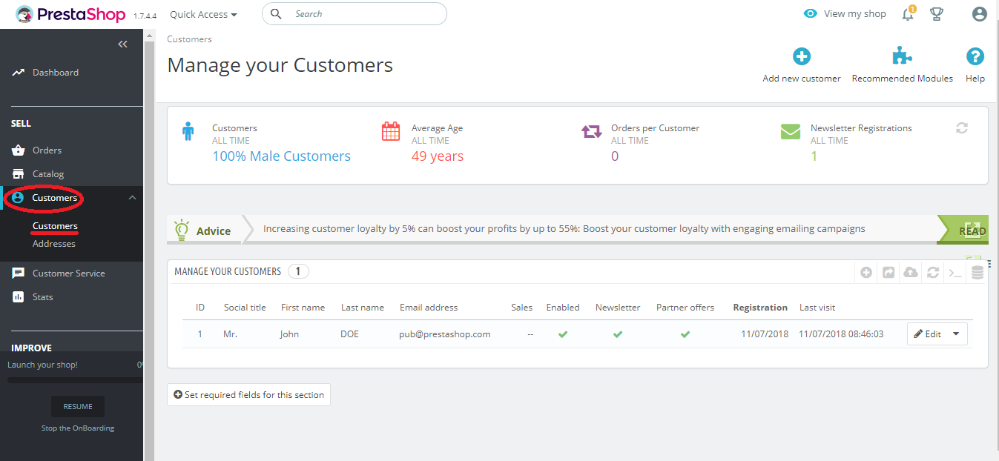 PrestaShop 1.7.4.4 Quick Access Search View my shop 1
Customers
Manage your Customers
Add new customer Recommended Modules Help
Dashboard
SELL
Orders
Catalog
Customers
Customers
Addresses
Customer Service
Stats
IMPROVE
Launch your shop! 0%
RESUME
Stop the OnBoarding
Customers
ALL TIME
100% Male Customers
Average Age
ALL TIME
49 years
Orders per Customer
ALL TIME
0
Newsletter Registrations
ALL TIME
1
Advice Increasing customer loyalty by 5% can boost your profits by up to 55%: Boost your customer loyalty with engaging emailing campaigns READ
MANAGE YOUR CUSTOMERS 1
ID Social title First name Last name Email address Sales Enabled Newsletter Partner offers Registration Last visit
1 Mr. John DOE pub@prestashop.com -- 11/07/2018 11/07/2018 08:46:03 Edit
Set required fields for this section